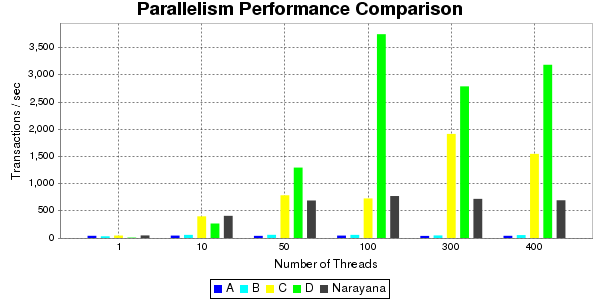 Parallelism Performance Comparison
Transactions / sec
3,500
3,000
2,500
2,000
1,500
1,000
500
0
1 10 50 100 300 400
Number of Threads
A B C D Narayana